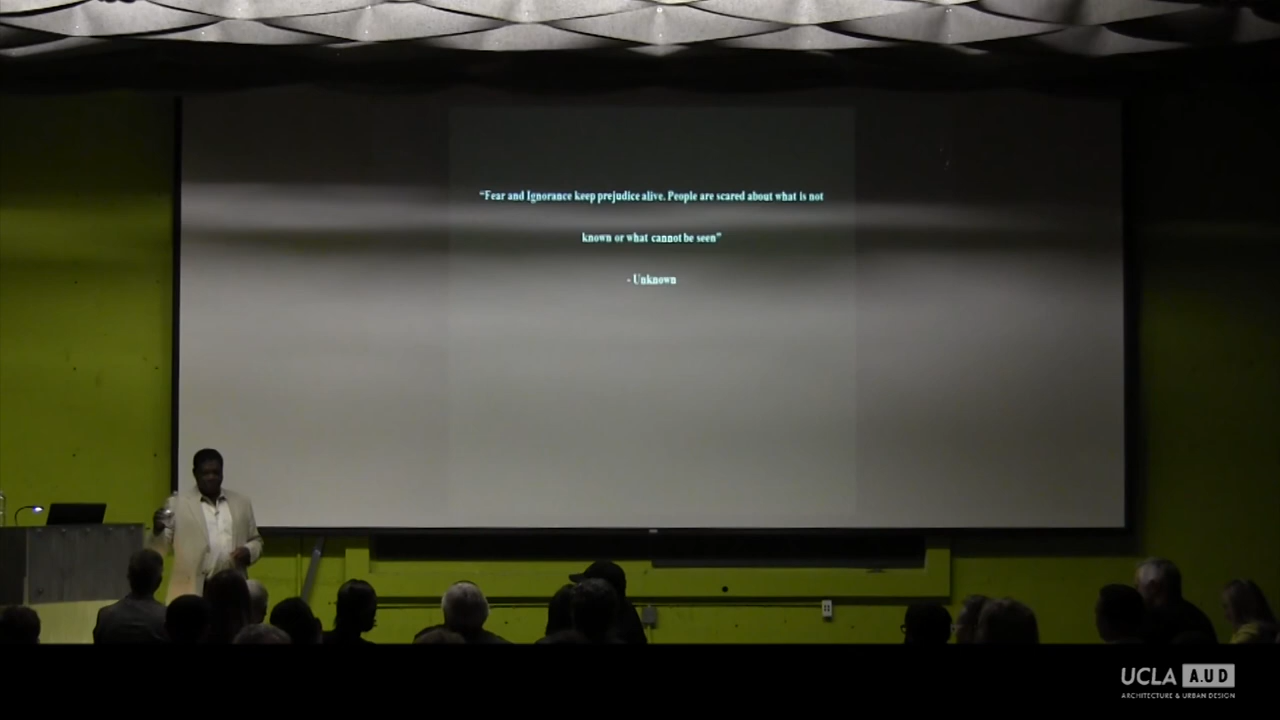 “Fear and Ignorance keep prejudice alive. People are scared about what is not
known or what cannot be seen”
- Unknown
UCLA A.UD
ARCHITECTURE & URBAN DESIGN